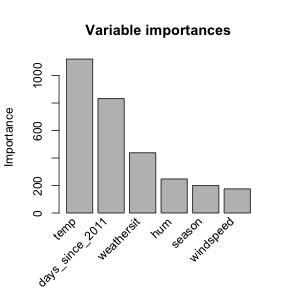 Variable importances
Importance
1000
600
200
0
temp
days_since_2011
weathersit
hum
season
windspeed